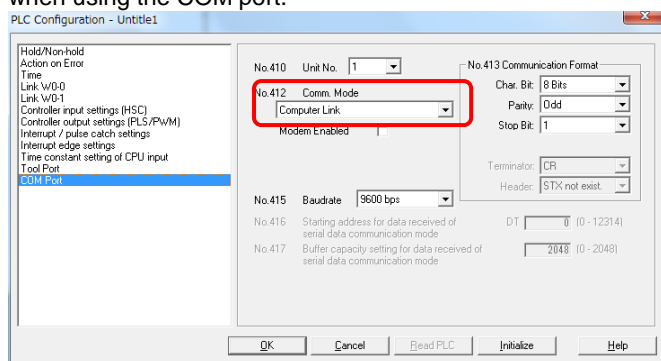 when using the COM port.
PLC Configuration - Untitle1
Hold/Non-hold
Action on Error
Time
Link W0-0
Link W0-1
Controller input settings (HSC)
Controller output settings (PLS/PWM)
Interrupt / pulse catch settings
Interrupt edge settings
Time constant setting of CPU input
Tool Port
COM Port
No.410 Unit No. 1
No.412 Comm. Mode
Computer Link
Modem Enabled
No.413 Communication Format
Char. Bit: 8 Bits
Parity: Odd
Stop Bit: 1
Terminator: CR
Header: STX not exist.
No.415 Baudrate 9600 bps
No.416 Starting address for data received of
serial data communication mode
DT 0 (0 - 12314)
No.417 Buffer capacity setting for data received of
serial data communication mode
2048 (0 - 2048)
OK Cancel Read PLC Initialize Help